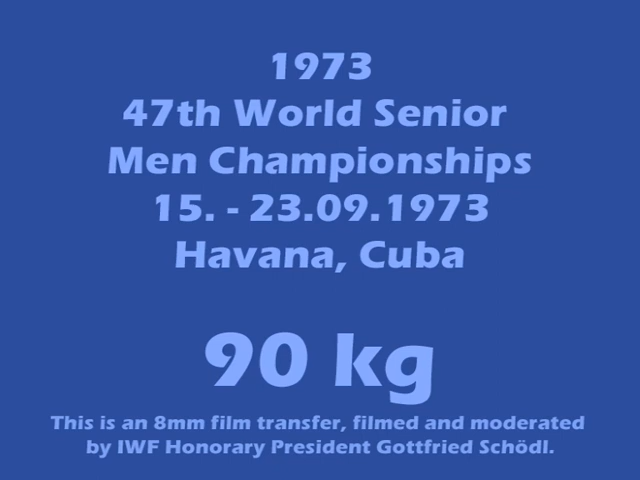 1973
47th World Senior
Men Championships
15. - 23.09.1973
Havana, Cuba
90 kg
This is an 8mm film transfer, filmed and moderated
by IWF Honorary President Gottfried Schödl.